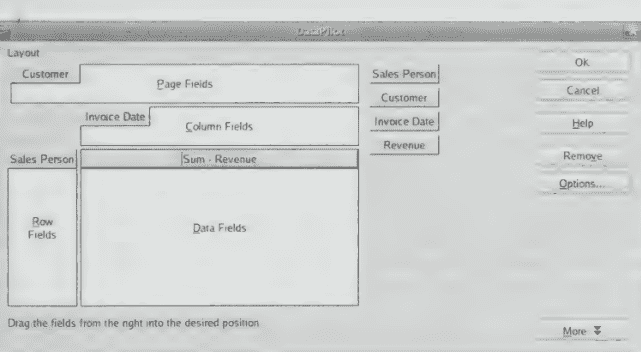 DataPilot
Layout
Customer
Page Fields
Invoice Date
Column Fields
Sales Person
Sum - Revenue
Row
Fields
Data Fields
Sales Person
Customer
Invoice Date
Revenue
OK
Cancel
Help
Remove
Options...
More
Drag the fields from the right into the desired position